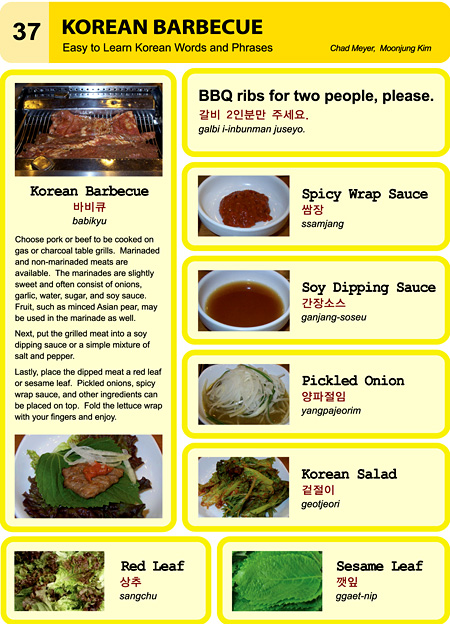 37
KOREAN BARBECUE
Easy to Learn Korean Words and Phrases
Chad Meyer, Moonjung Kim
Korean Barbecue
바비큐
babikyu
Choose pork or beef to be cooked on
gas or charcoal table grills. Marinaded
and non-marinaded meats are
available. The marinades are slightly
sweet and often consist of onions,
garlic, water, sugar, and soy sauce.
Fruit, such as minced Asian pear, may
be used in the marinade as well.
Next, put the grilled meat into a soy
dipping sauce or a simple mixture of
salt and pepper.
Lastly, place the dipped meat a red leaf
or sesame leaf. Pickled onions, spicy
wrap sauce, and other ingredients can
be placed on top. Fold the lettuce wrap
with your fingers and enjoy.
BBQ ribs for two people, please.
갈비 2인분만 주세요.
galbi i-inbunman juseyo.
Spicy Wrap Sauce
쌈장
ssamjang
Soy Dipping Sauce
간장소스
ganjang-soseu
Pickled Onion
양파절임
yangpajeorim
Korean Salad
겉절이
geotjeori
Red Leaf
상추
sangchu
Sesame Leaf
깻잎
ggaet-nip